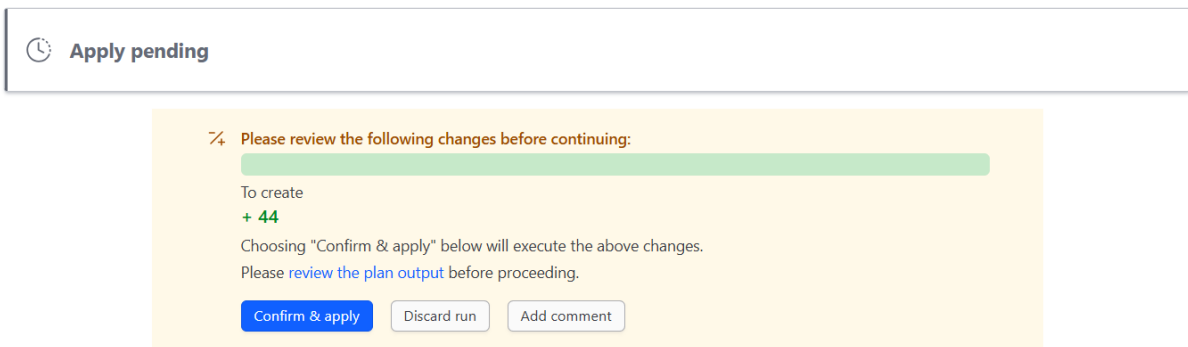 Apply pending
Please review the following changes before continuing:
To create
+ 44
Choosing "Confirm & apply" below will execute the above changes.
Please review the plan output before proceeding.
Confirm & apply
Discard run
Add comment